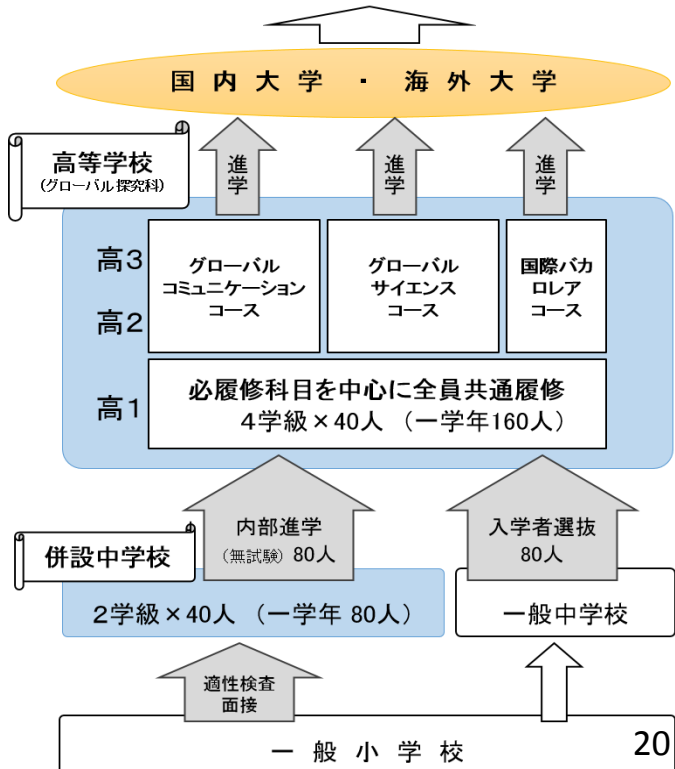 国内大学・海外大学
高等学校
(グローバル探究科)
進学
進学
進学
高3
高2
グローバル
コミュニケーション
コース
グローバル
サイエンス
コース
国際バカ
ロレア
コース
高1
必履修科目を中心に全員共通履修
4学級×40人 (一学年160人)
内部進学
(無試験) 80人
入学者選抜
80人
併設中学校
2学級×40人 (一学年 80人)
一般中学校
適性検査
面接
一般小学校
20